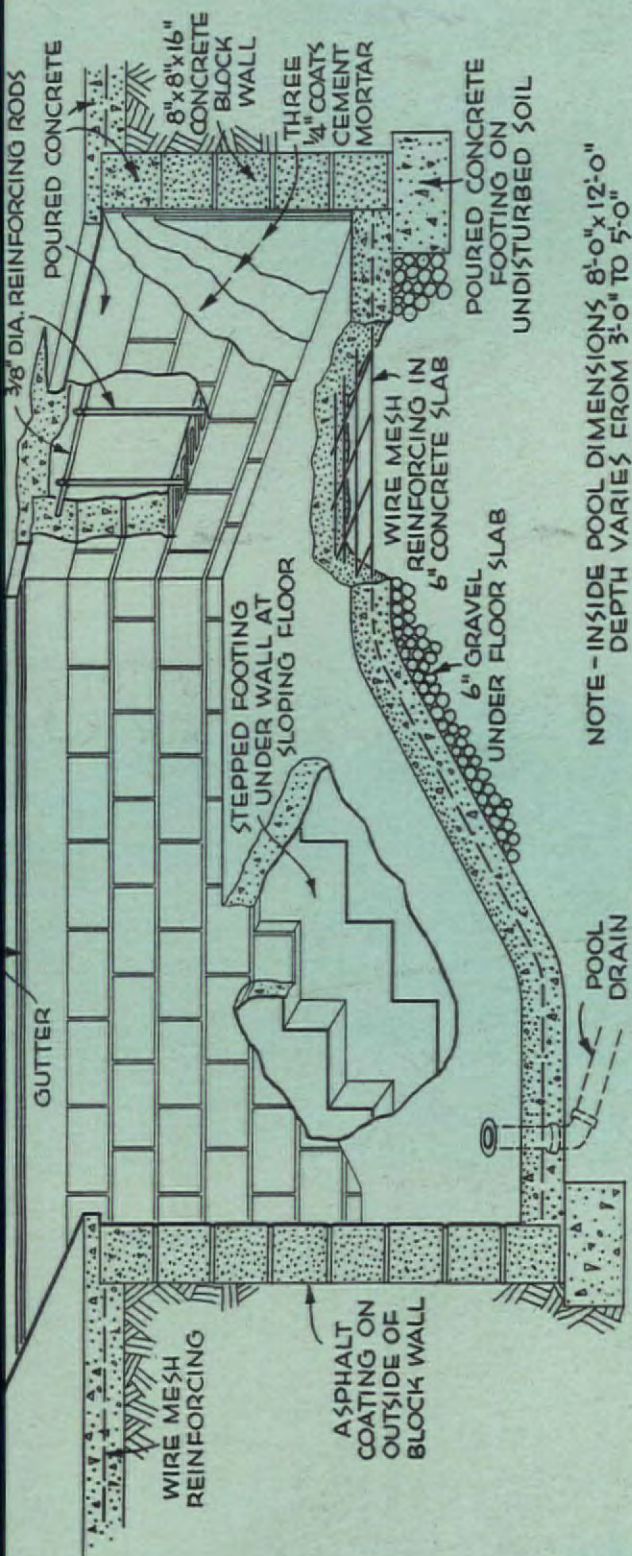 GUTTER
3/8" DIA. REINFORCING RODS
POURED CONCRETE
8"x8"x16"
CONCRETE
BLOCK
WALL
THREE
1/4" COATS
CEMENT
MORTAR
WIRE MESH
REINFORCING
STEPPED FOOTING
UNDER WALL AT
SLOPING FLOOR
ASPHALT
COATING ON
OUTSIDE OF
BLOCK WALL
WIRE MESH
REINFORCING IN
6" CONCRETE SLAB
6" GRAVEL
UNDER FLOOR SLAB
POURED CONCRETE
FOOTING ON
UNDISTURBED SOIL
POOL
DRAIN
NOTE-INSIDE POOL DIMENSIONS 8'-0" x 12'-0"
DEPTH VARIES FROM 3'-0" TO 5'-0"